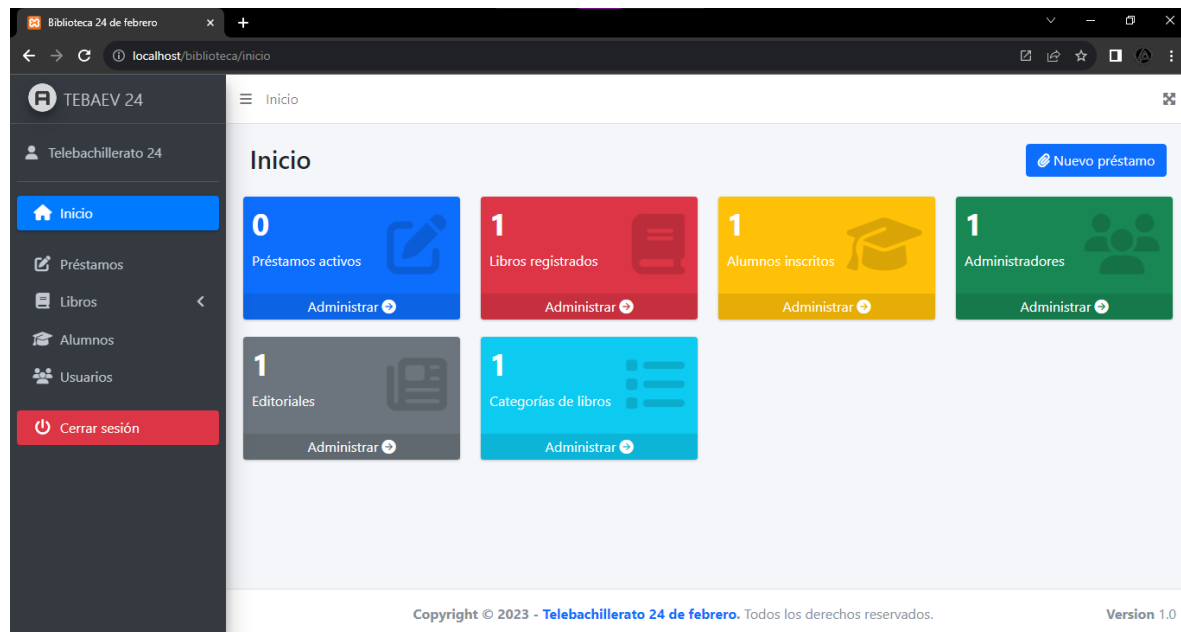 Biblioteca 24 de febrero
localhost/biblioteca/inicio
TEBAEV 24
Inicio
Telebachillerato 24
Inicio
Nuevo préstamo
Inicio
Préstamos
Libros
Alumnos
Usuarios
Cerrar sesión
0
Préstamos activos
Administrar
1
Libros registrados
Administrar
1
Alumnos inscritos
Administrar
1
Administradores
Administrar
1
Editoriales
Administrar
1
Categorías de libros
Administrar
Copyright © 2023 - Telebachillerato 24 de febrero. Todos los derechos reservados.
Version 1.0